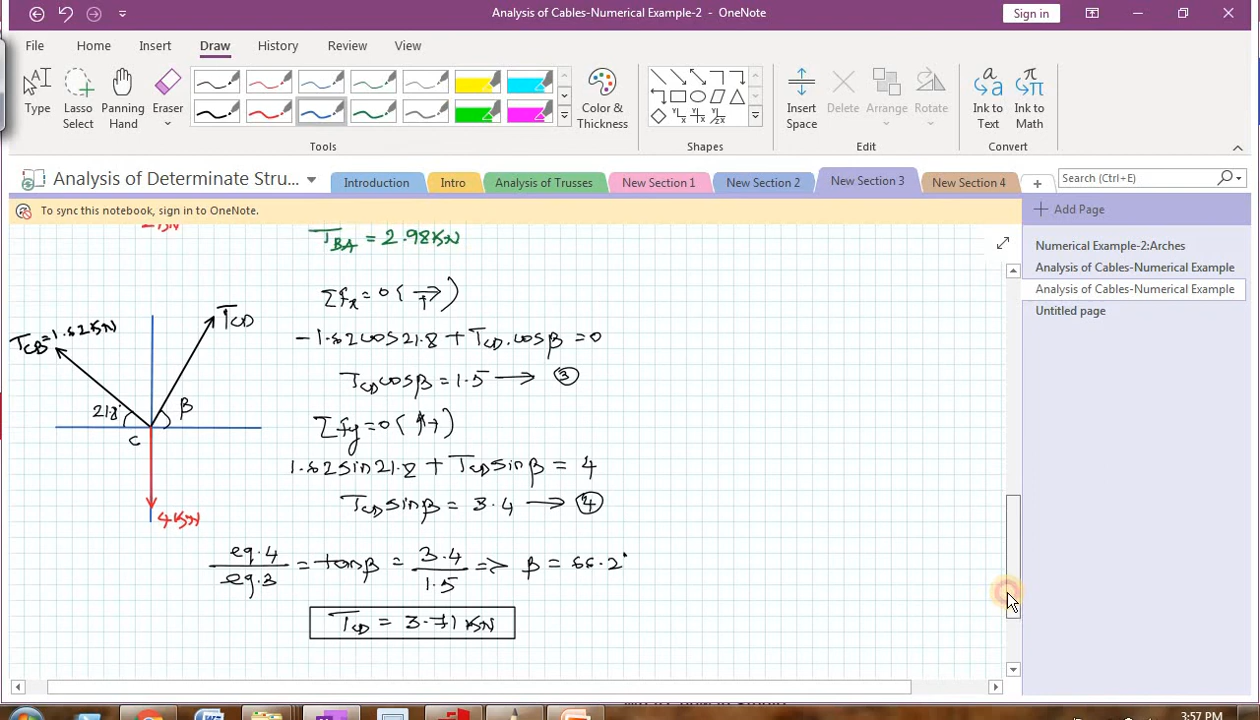 Analysis of Cables-Numerical Example-2 - OneNote
Sign in
File Home Insert Draw History Review View
Type
Lasso Select
Panning Hand
Eraser
Color & Thickness
Insert Space
Delete
Arrange
Rotate
Ink to Text
Ink to Math
Tools
Shapes
Edit
Convert
Analysis of Determinate Stru...
Introduction
Intro
Analysis of Trusses
New Section 1
New Section 2
New Section 3
New Section 4
Search (Ctrl+E)
To sync this notebook, sign in to OneNote.
Add Page
Numerical Example-2:Arches
Analysis of Cables-Numerical Example
Analysis of Cables-Numerical Example
Untitled page
T_BA = 2.98KN
Σfx = 0 (→+)
T_CB = 1.62KN
T_CD
-1.62cos21.8 + T_CD.cosβ = 0
T_CD cosβ = 1.5 → ③
21.8°
β
C
Σfy = 0 (↑+)
1.62sin21.8 + T_CD sinβ = 4
T_CD sinβ = 3.4 → ④
4KN
eq.4 / eq.3 = tanβ = 3.4 / 1.5 => β = 66.2°
T_CD = 3.71 KN
3:57 PM